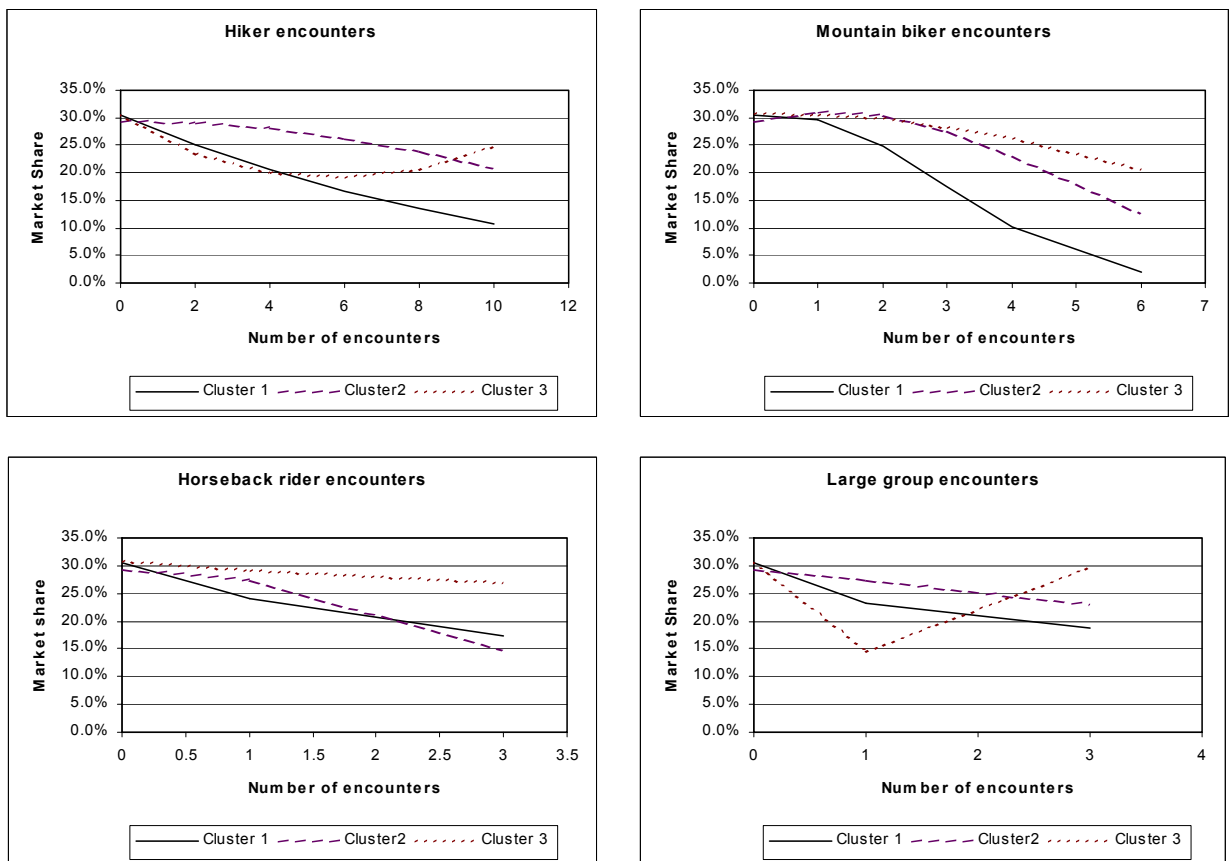 Hiker encounters
35.0%
30.0%
25.0%
20.0%
15.0%
10.0%
5.0%
0.0%
Market Share
0 2 4 6 8 10 12
Number of encounters
Cluster 1 Cluster2 Cluster 3
Mountain biker encounters
35.0%
30.0%
25.0%
20.0%
15.0%
10.0%
5.0%
0.0%
Market Share
0 1 2 3 4 5 6 7
Number of encounters
Cluster 1 Cluster2 Cluster 3
Horseback rider encounters
35.0%
30.0%
25.0%
20.0%
15.0%
10.0%
5.0%
0.0%
Market Share
0 0.5 1 1.5 2 2.5 3 3.5
Number of encounters
Cluster 1 Cluster2 Cluster 3
Large group encounters
35.0%
30.0%
25.0%
20.0%
15.0%
10.0%
5.0%
0.0%
Market Share
0 1 2 3 4
Number of encounters
Cluster 1 Cluster2 Cluster 3